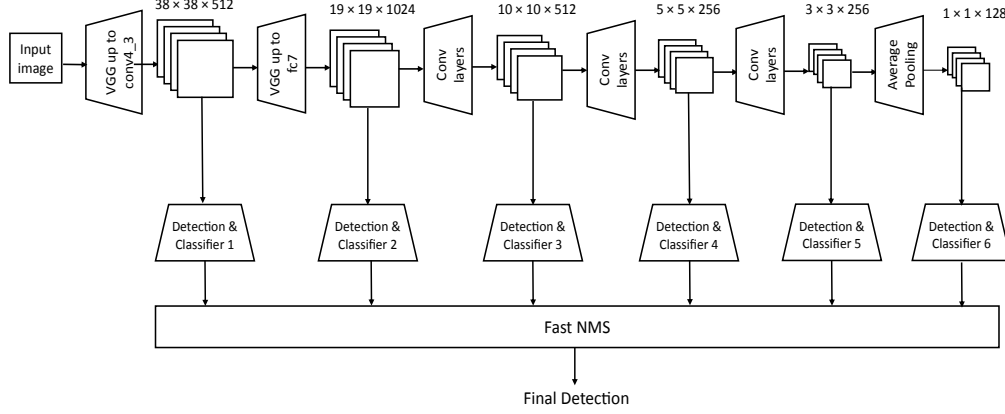 38 × 38 × 512
19 × 19 × 1024
10 × 10 × 512
5 × 5 × 256
3 × 3 × 256
1 × 1 × 128
Input
image
VGG up to
conv4_3
VGG up to
fc7
Conv
layers
Conv
layers
Conv
layers
Average
Pooling
Detection &
Classifier 1
Detection &
Classifier 2
Detection &
Classifier 3
Detection &
Classifier 4
Detection &
Classifier 5
Detection &
Classifier 6
Fast NMS
Final Detection